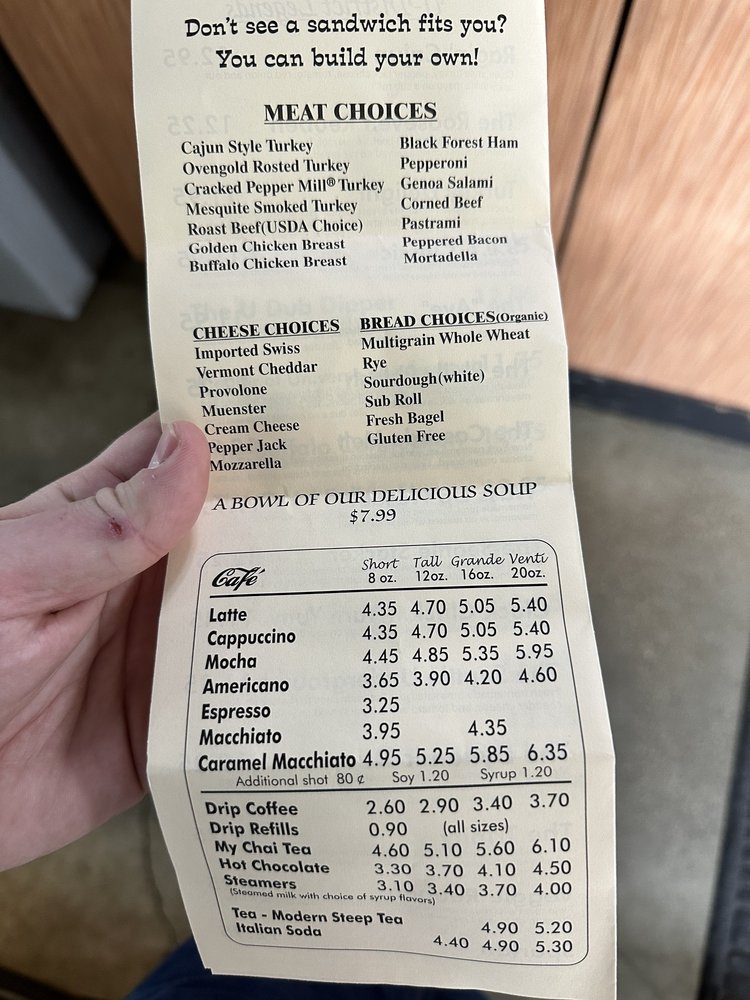 Don't see a sandwich fits you?
You can build your own!
MEAT CHOICES
Cajun Style Turkey
Ovengold Rosted Turkey
Cracked Pepper Mill® Turkey
Mesquite Smoked Turkey
Roast Beef(USDA Choice)
Golden Chicken Breast
Buffalo Chicken Breast
Black Forest Ham
Pepperoni
Genoa Salami
Corned Beef
Pastrami
Peppered Bacon
Mortadella
CHEESE CHOICES
Imported Swiss
Vermont Cheddar
Provolone
Muenster
Cream Cheese
Pepper Jack
Mozzarella
BREAD CHOICES(Organic)
Multigrain Whole Wheat
Rye
Sourdough(white)
Sub Roll
Fresh Bagel
Gluten Free
A BOWL OF OUR DELICIOUS SOUP
$7.99
Café Short Tall Grande Venti
8 oz. 12oz. 16oz. 20oz.
Latte 4.35 4.70 5.05 5.40
Cappuccino 4.35 4.70 5.05 5.40
Mocha 4.45 4.85 5.35 5.95
Americano 3.65 3.90 4.20 4.60
Espresso 3.25
Macchiato 3.95 4.35
Caramel Macchiato 4.95 5.25 5.85 6.35
Additional shot 80 ¢ Soy 1.20 Syrup 1.20
Drip Coffee 2.60 2.90 3.40 3.70
Drip Refills 0.90 (all sizes)
My Chai Tea 4.60 5.10 5.60 6.10
Hot Chocolate 3.30 3.70 4.10 4.50
Steamers 3.10 3.40 3.70 4.00
(Steamed milk with choice of syrup flavors)
Tea - Modern Steep Tea 4.90 5.20
Italian Soda 4.40 4.90 5.30